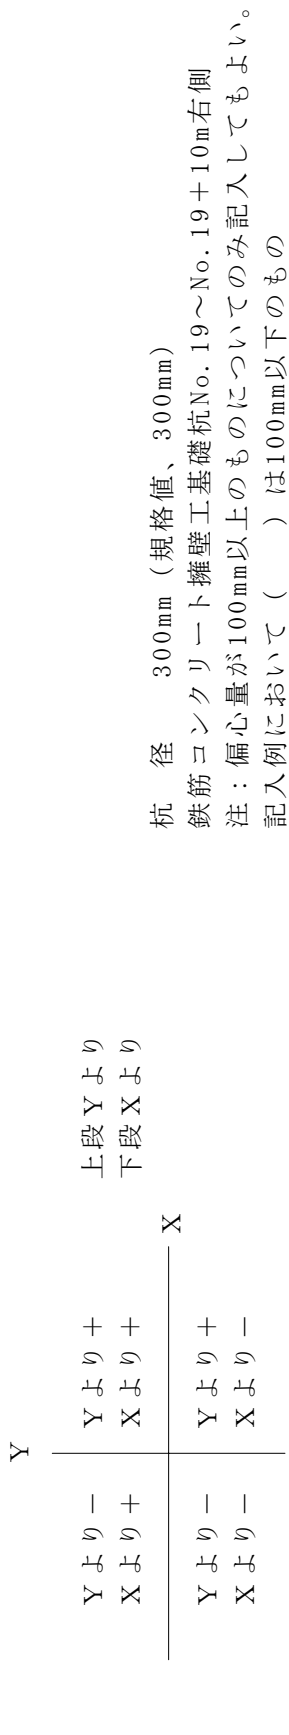 Y
Yより－　Yより＋　上段Yより
Xより＋　Xより＋　下段Xより
X
Yより－　Yより＋
Xより－　Xより－
杭　径　　300mm（規格値、300mm）
鉄筋コンクリート擁壁工基礎杭No.19～No.19＋10m右側
注：偏心量が100mm以上のものについてのみ記入してもよい。
記入例において（　　）は100mm以下のもの